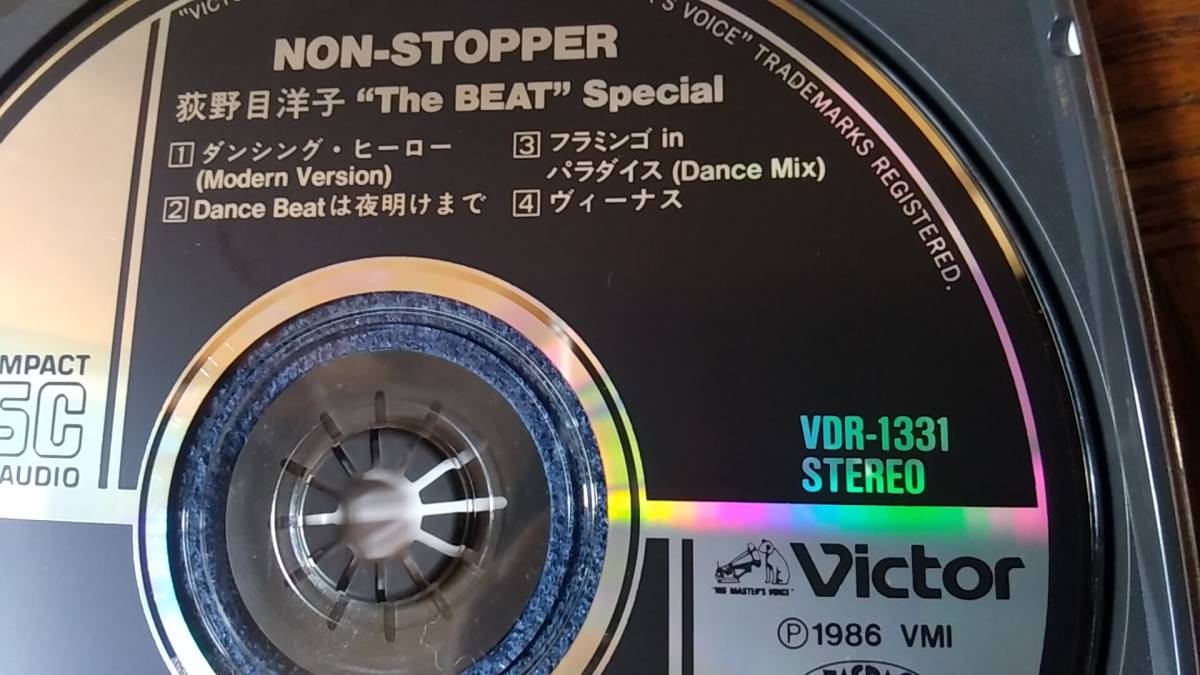 "VICTO
'S VOICE" TRADEMARKS REGISTERED.
NON-STOPPER
荻野目洋子 "The BEAT" Special
1 ダンシング・ヒーロー
(Modern Version)
2 Dance Beatは夜明けまで
3 フラミンゴ in
パラダイス (Dance Mix)
4 ヴィーナス
MPACT
SC
AUDIO
VDR-1331
STEREO
"HIS MASTER'S VOICE"
Victor
Ⓟ1986 VMI